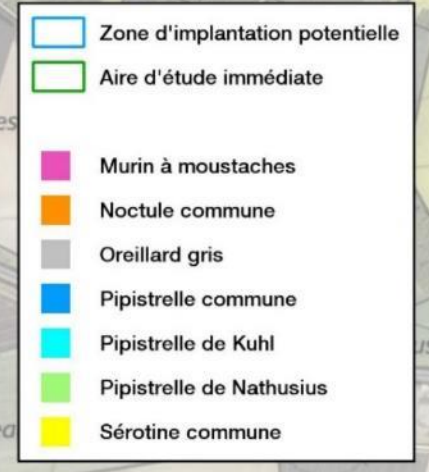 Zone d'implantation potentielle
Aire d'étude immédiate
Murin à moustaches
Noctule commune
Oreillard gris
Pipistrelle commune
Pipistrelle de Kuhl
Pipistrelle de Nathusius
Sérotine commune